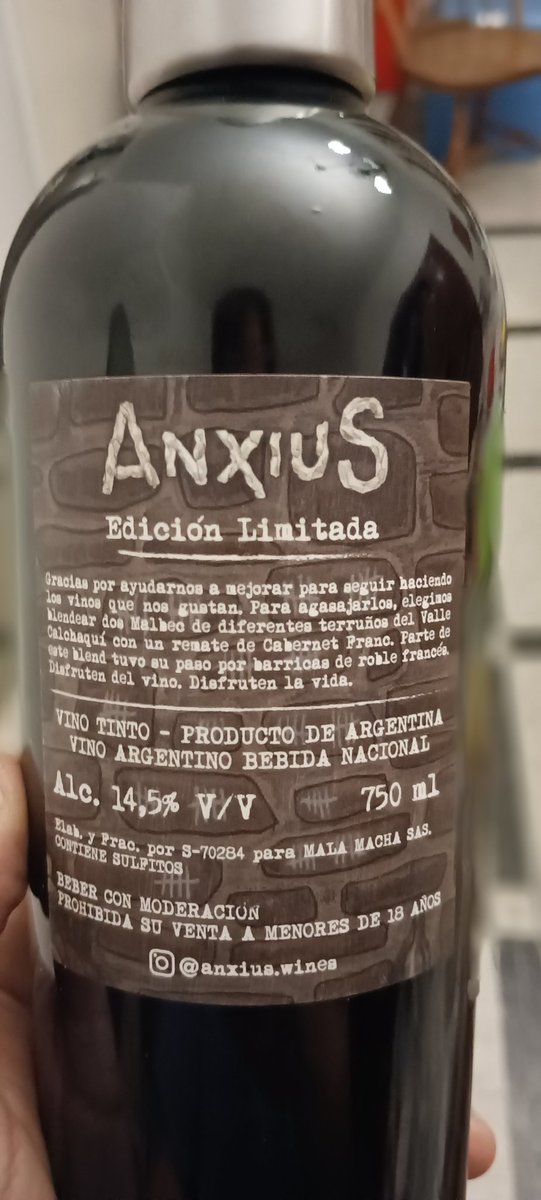 ANXIUS
Edición Limitada
Gracias por ayudarnos a mejorar para seguir haciendo
los vinos que nos gustan. Para agasajarlos, elegimos
blendear dos Malbec de diferentes terruños del Valle
Calchaquí con un remate de Cabernet Franc. Parte de
este blend tuvo su paso por barricas de roble francés.
Disfruten del vino. Disfruten la vida.
VINO TINTO - PRODUCTO DE ARGENTINA
VINO ARGENTINO BEBIDA NACIONAL
Alc. 14,5% V/V 750 ml
Elab. y Frac. por S-70284 para MALA MACHA SAS.
CONTIENE SULFITOS
BEBER CON MODERACIÓN
PROHIBIDA SU VENTA A MENORES DE 18 AÑOS
@anxius.wines